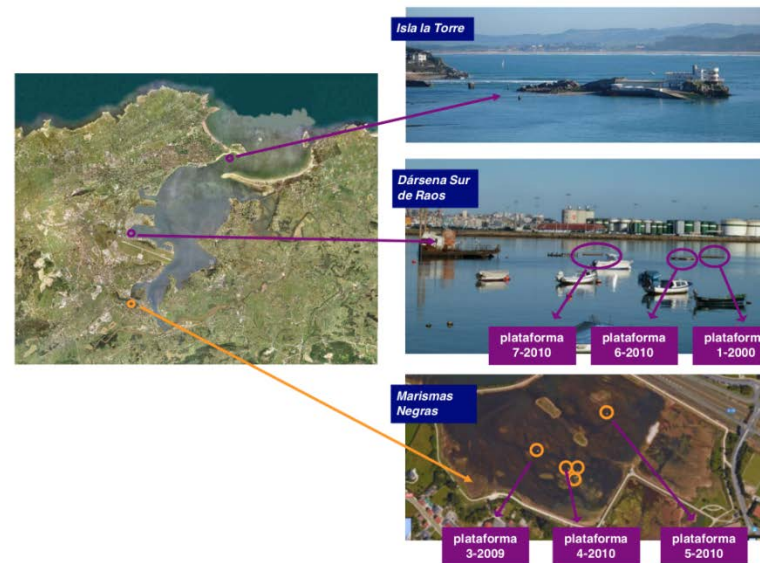 Isla la Torre
Dársena Sur
de Raos
plataforma
7-2010
plataforma
6-2010
plataforma
1-2000
Marismas
Negras
plataforma
3-2009
plataforma
4-2010
plataforma
5-2010